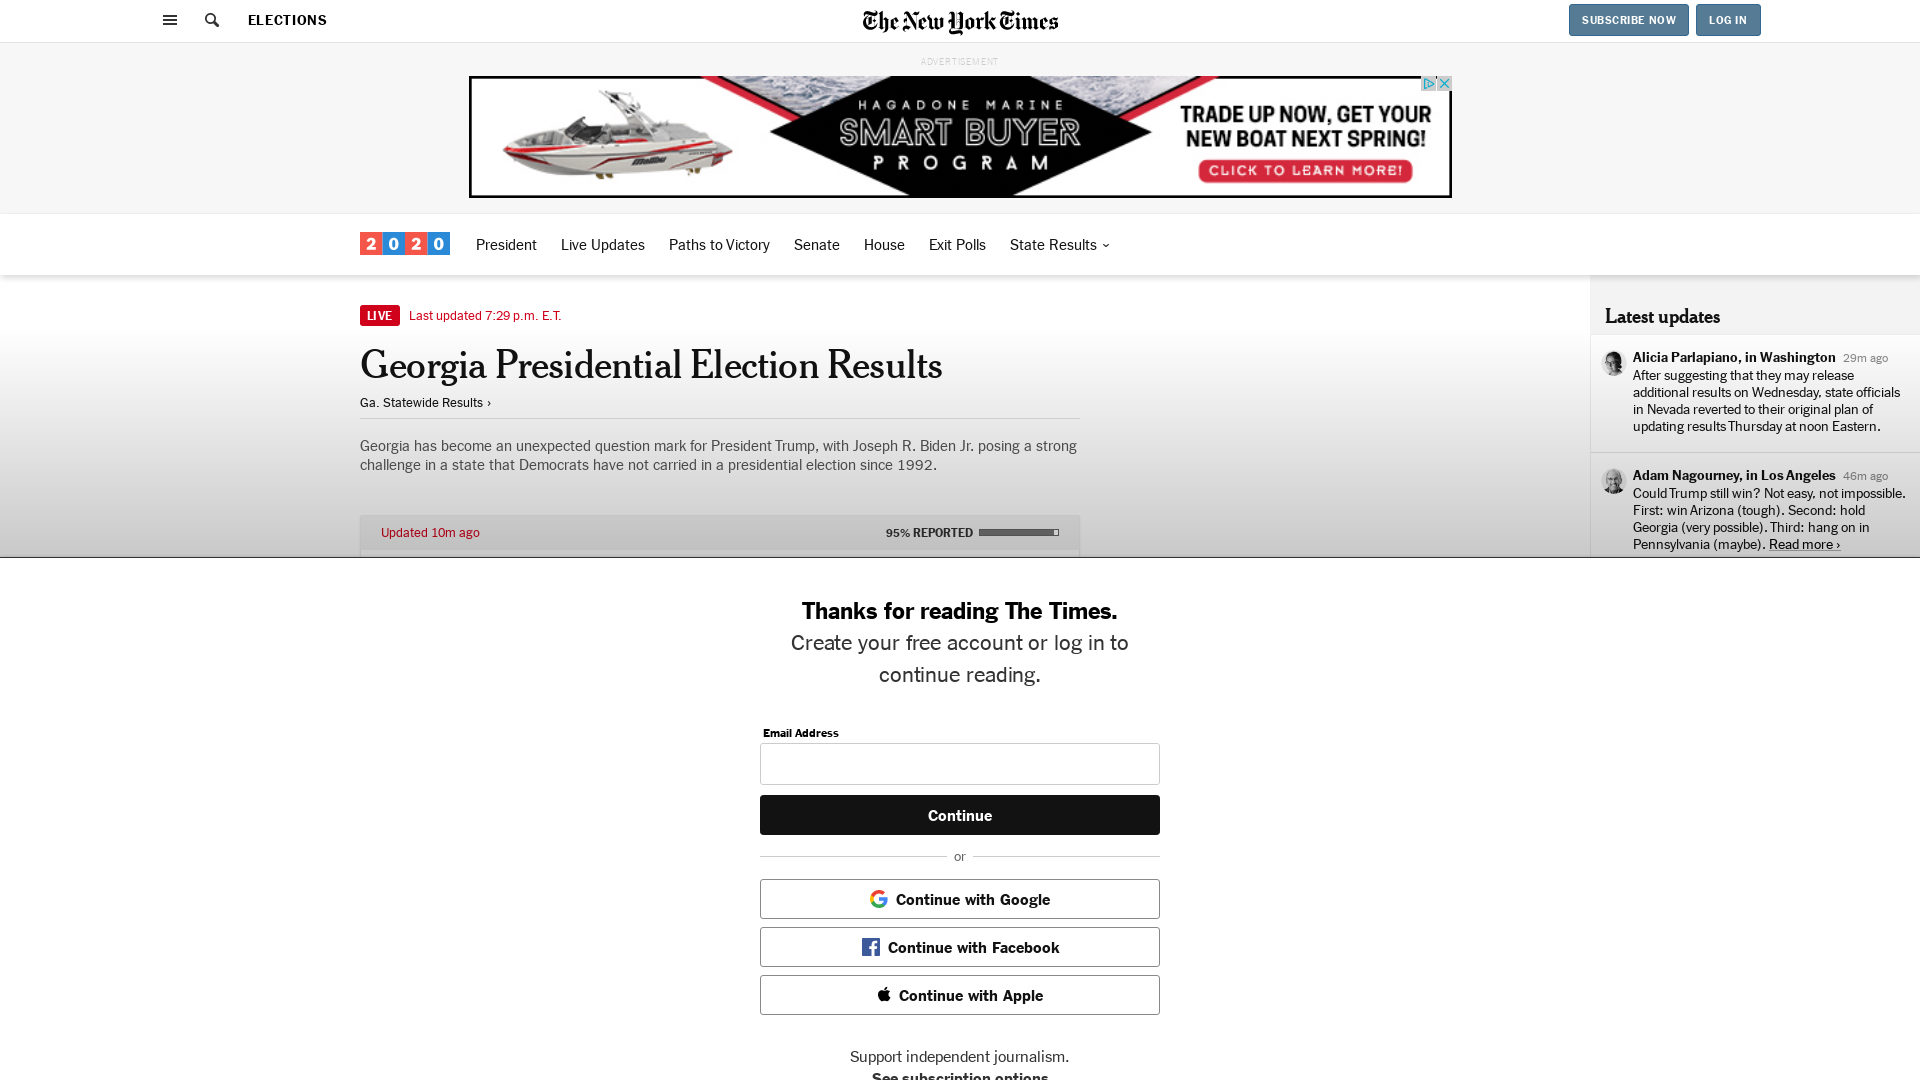 ELECTIONS
The New York Times
SUBSCRIBE NOW
LOG IN
ADVERTISEMENT
HAGADONE MARINE
SMART BUYER
PROGRAM
TRADE UP NOW, GET YOUR
NEW BOAT NEXT SPRING!
CLICK TO LEARN MORE!
Malibu
2020
President
Live Updates
Paths to Victory
Senate
House
Exit Polls
State Results
LIVE Last updated 7:29 p.m. E.T.
Georgia Presidential Election Results
Ga. Statewide Results ›
Georgia has become an unexpected question mark for President Trump, with Joseph R. Biden Jr. posing a strong
challenge in a state that Democrats have not carried in a presidential election since 1992.
Updated 10m ago
95% REPORTED
Latest updates
Alicia Parlapiano, in Washington 29m ago
After suggesting that they may release
additional results on Wednesday, state officials
in Nevada reverted to their original plan of
updating results Thursday at noon Eastern.
Adam Nagourney, in Los Angeles 46m ago
Could Trump still win? Not easy, not impossible.
First: win Arizona (tough). Second: hold
Georgia (very possible). Third: hang on in
Pennsylvania (maybe). Read more ›
Thanks for reading The Times.
Create your free account or log in to
continue reading.
Email Address
Continue
or
Continue with Google
Continue with Facebook
Continue with Apple
Support independent journalism.
See subscription options